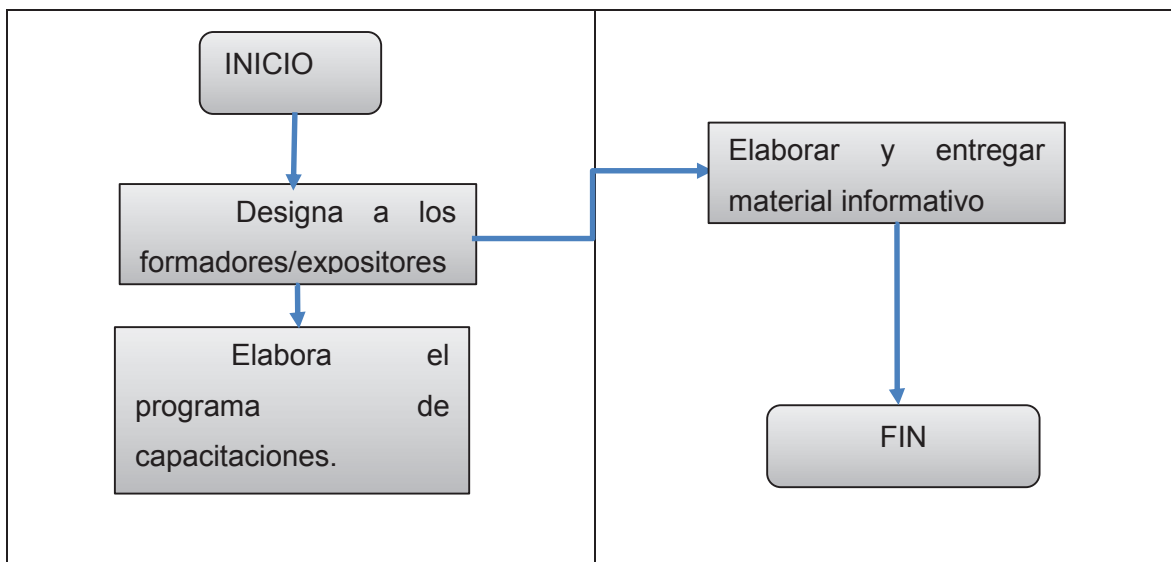 INICIO
Designa a los
formadores/expositores
Elabora el
programa de
capacitaciones.
Elaborar y entregar
material informativo
FIN